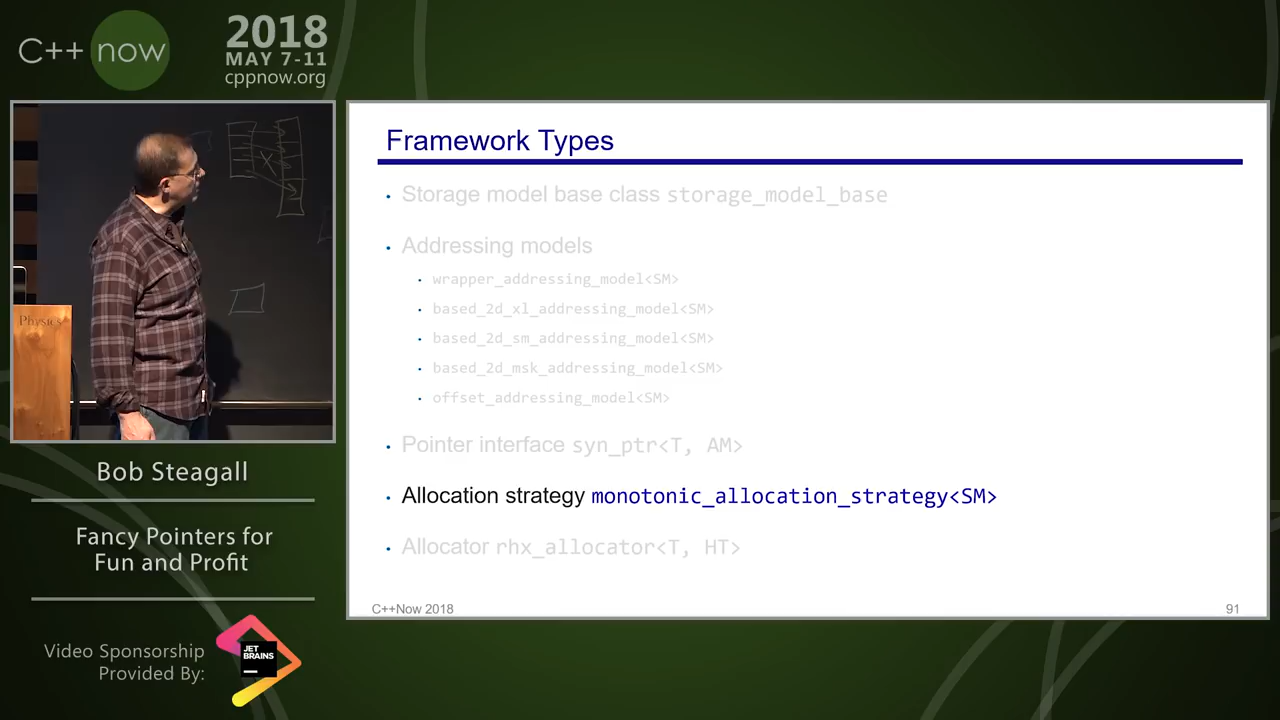 C++ now
2018
MAY 7-11
cppnow.org
Physics
Bob Steagall
Fancy Pointers for
Fun and Profit
Video Sponsorship
Provided By:
JET
BRAINS
Framework Types
• Storage model base class storage_model_base
• Addressing models
• wrapper_addressing_model<SM>
• based_2d_xl_addressing_model<SM>
• based_2d_sm_addressing_model<SM>
• based_2d_msk_addressing_model<SM>
• offset_addressing_model<SM>
• Pointer interface syn_ptr<T, AM>
• Allocation strategy monotonic_allocation_strategy<SM>
• Allocator rhx_allocator<T, HT>
C++Now 2018
91